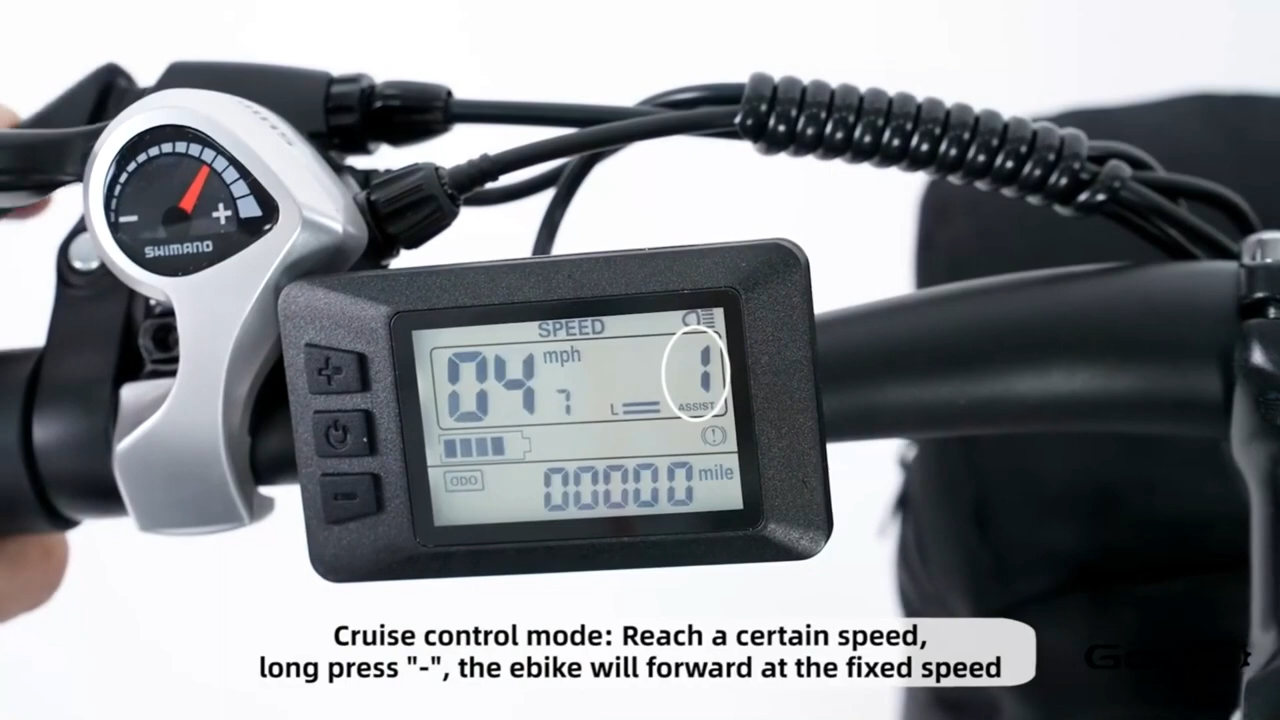 SHIMANO
SPEED
04 mph 7
1
L
ASSIST
ODO
00000 mile
Cruise control mode: Reach a certain speed,
long press "-", the ebike will forward at the fixed speed